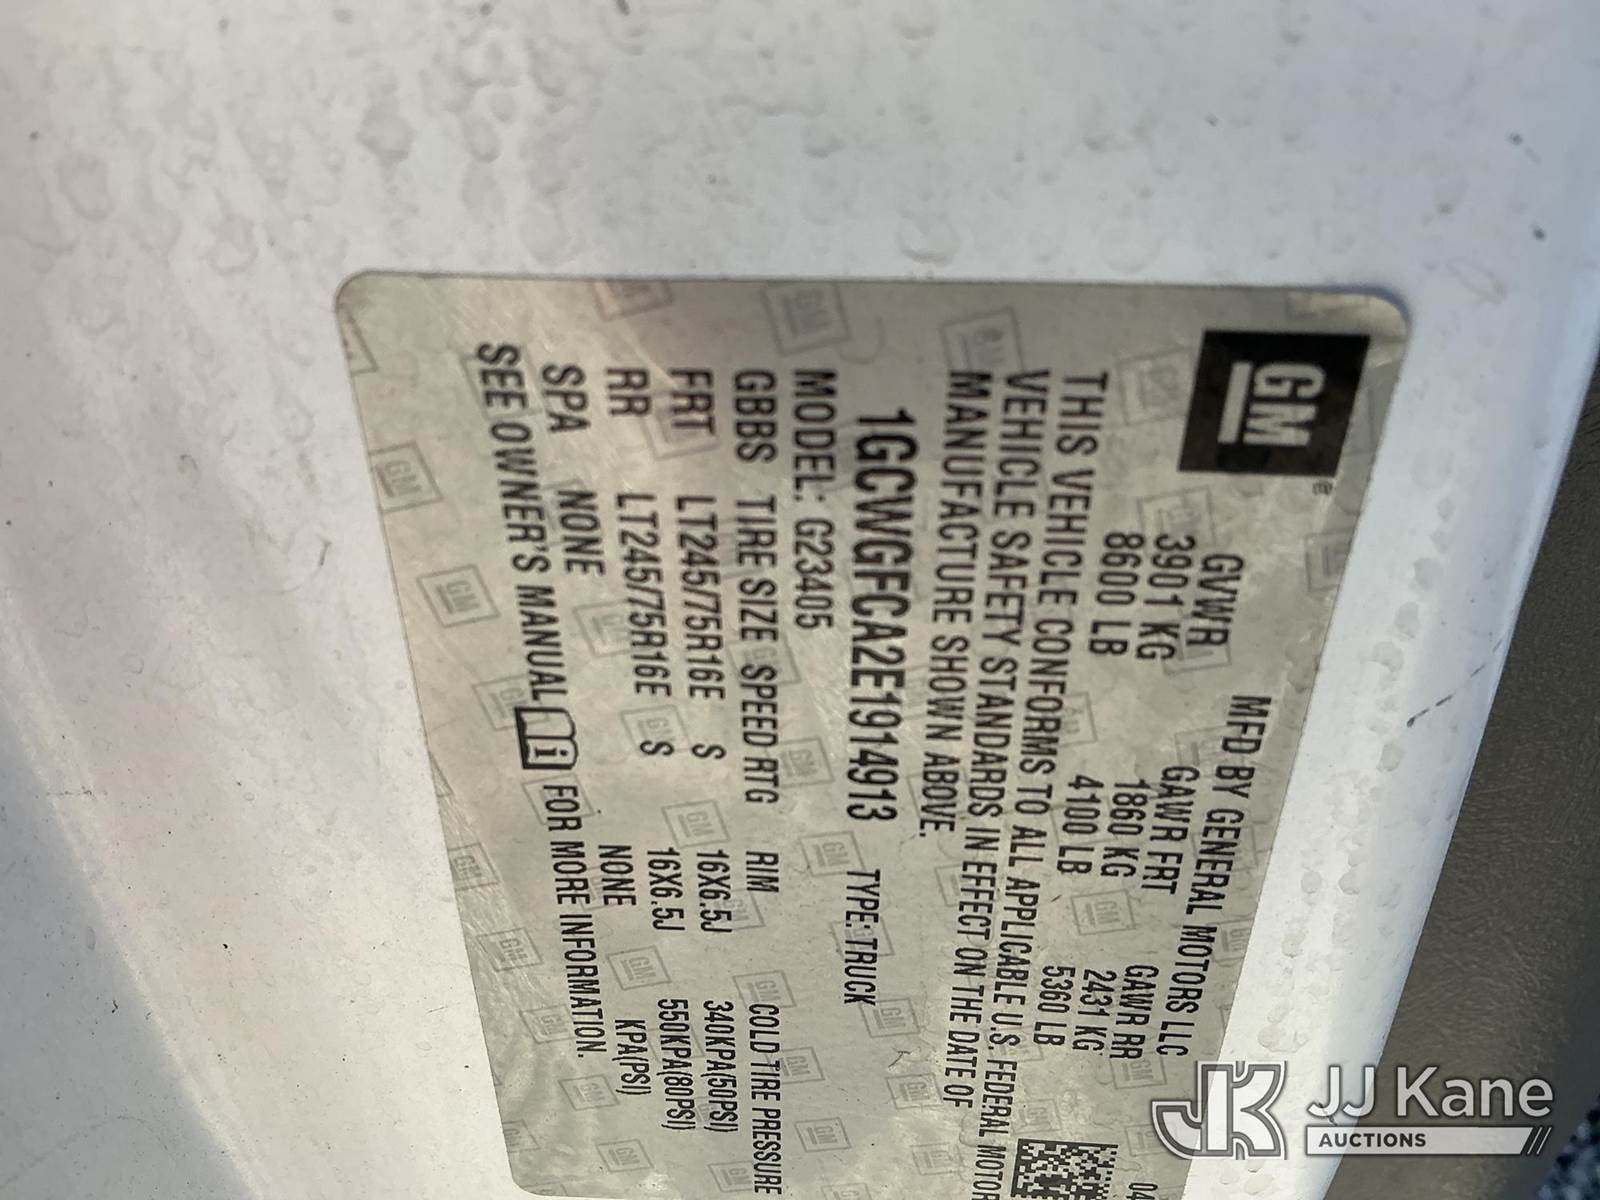 GM
MFD BY GENERAL MOTORS LLC 04
GVWR GAWR FRT GAWR RR
3901 KG 1860 KG 2431 KG
8600 LB 4100 LB 5360 LB
THIS VEHICLE CONFORMS TO ALL APPLICABLE U.S. FEDERAL MOTOR
VEHICLE SAFETY STANDARDS IN EFFECT ON THE DATE OF
MANUFACTURE SHOWN ABOVE.
1GCWGFCA2E1914913 TYPE: TRUCK
MODEL: G23405
GBBS TIRE SIZE SPEED RTG RIM COLD TIRE PRESSURE
FRT LT245/75R16E S 16X6.5J 340KPA(50PSI)
RR LT245/75R16E S 16X6.5J 550KPA(80PSI)
SPA NONE NONE KPA(PSI)
SEE OWNER'S MANUAL i FOR MORE INFORMATION.
JK JJ Kane
AUCTIONS